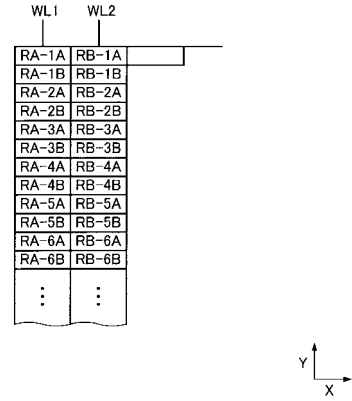 WL1 WL2
RA-1A RB-1A
RA-1B RB-1B
RA-2A RB-2A
RA-2B RB-2B
RA-3A RB-3A
RA-3B RB-3B
RA-4A RB-4A
RA-4B RB-4B
RA-5A RB-5A
RA-5B RB-5B
RA-6A RB-6A
RA-6B RB-6B
⋮ ⋮
Y
X